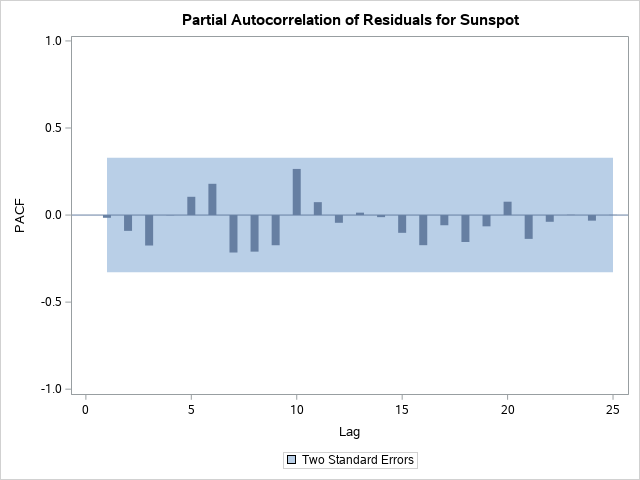 Partial Autocorrelation of Residuals for Sunspot
1.0
0.5
0.0
-0.5
-1.0
PACF
0 5 10 15 20 25
Lag
Two Standard Errors